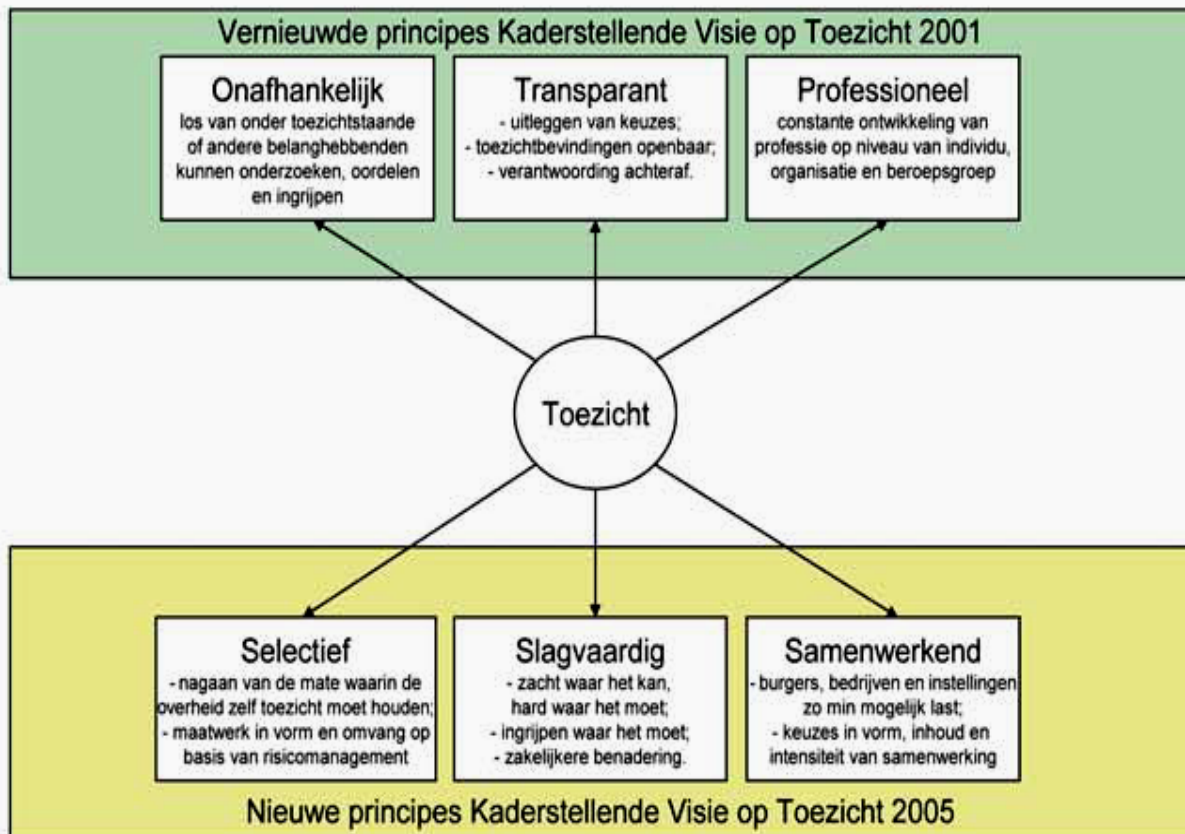 Vernieuwde principes Kaderstellende Visie op Toezicht 2001
Onafhankelijk
los van onder toezichtstaande
of andere belanghebbenden
kunnen onderzoeken, oordelen
en ingrijpen
Transparant
- uitleggen van keuzes;
- toezichtbevindingen openbaar;
- verantwoording achteraf.
Professioneel
constante ontwikkeling van
professie op niveau van individu,
organisatie en beroepsgroep
Toezicht
Selectief
- nagaan van de mate waarin de
overheid zelf toezicht moet houden;
- maatwerk in vorm en omvang op
basis van risicomanagement
Slagvaardig
- zacht waar het kan,
hard waar het moet;
- ingrijpen waar het moet;
- zakelijkere benadering.
Samenwerkend
- burgers, bedrijven en instellingen
zo min mogelijk last;
- keuzes in vorm, inhoud en
intensiteit van samenwerking
Nieuwe principes Kaderstellende Visie op Toezicht 2005